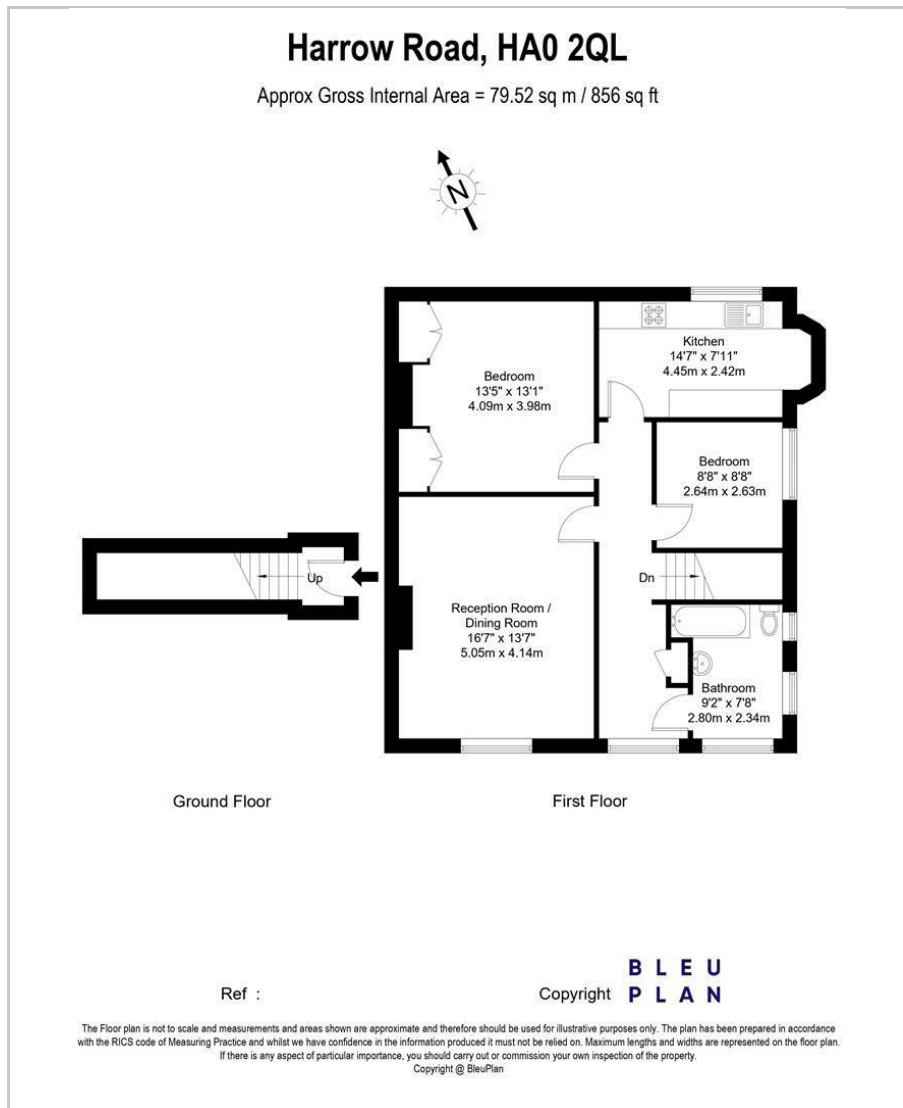 Harrow Road, HA0 2QL
Approx Gross Internal Area = 79.52 sq m / 856 sq ft
N
Kitchen
14'7" x 7'11"
4.45m x 2.42m
Bedroom
13'5" x 13'1"
4.09m x 3.98m
Bedroom
8'8" x 8'8"
2.64m x 2.63m
Up
Dn
Reception Room /
Dining Room
16'7" x 13'7"
5.05m x 4.14m
Bathroom
9'2" x 7'8"
2.80m x 2.34m
Ground Floor
First Floor
Ref :
Copyright
BLEU
PLAN
The Floor plan is not to scale and measurements and areas shown are approximate and therefore should be used for illustrative purposes only. The plan has been prepared in accordance
with the RICS code of Measuring Practice and whilst we have confidence in the information produced it must not be relied on. Maximum lengths and widths are represented on the floor plan.
If there is any aspect of particular importance, you should carry out or commission your own inspection of the property.
Copyright @ BleuPlan